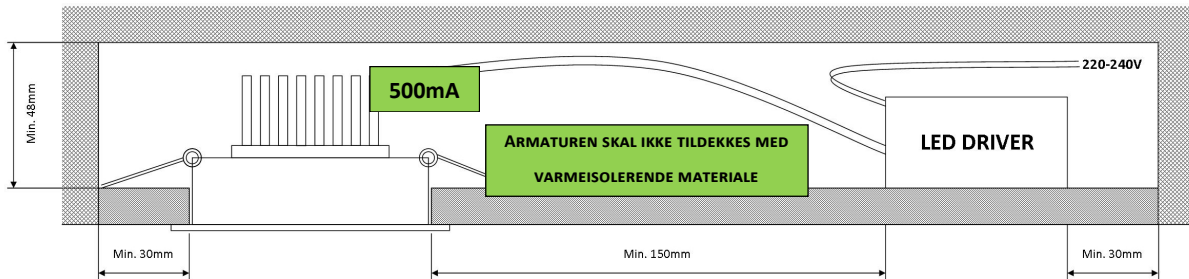 220-240V
500mA
Min. 48mm
ARMATUREN SKAL IKKE TILDEKKES MED
VARMEISOLERENDE MATERIALE
LED DRIVER
Min. 30mm
Min. 150mm
Min. 30mm